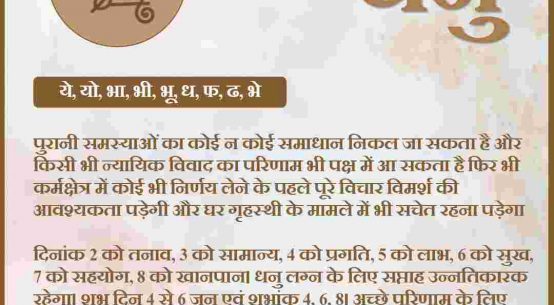 धनु
ये, यो, भा, भी, भू, ध, फ, ढ, भे
पुरानी समस्याओं का कोई न कोई समाधान निकल जा सकता है और
किसी भी न्यायिक विवाद का परिणाम भी पक्ष में आ सकता है फिर भी
कर्मक्षेत्र में कोई भी निर्णय लेने के पहले पूरे विचार विमर्श की
आवश्यकता पड़ेगी और घर गृहस्थी के मामले में भी सचेत रहना पड़ेगा
दिनांक 2 को तनाव, 3 को सामान्य, 4 को प्रगति, 5 को लाभ, 6 को सुख,
7 को सहयोग, 8 को खानपान। धनु लग्न के लिए सप्ताह उन्नतिकारक
रहेगा। शुभ दिन 4 से 6 जून एवं शुभांक 4, 6, 8। अच्छे परिणाम के लिए